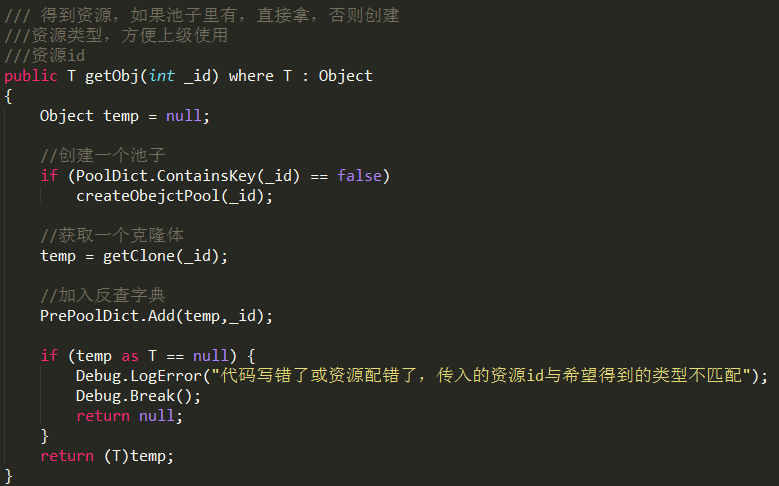 /// 得到资源，如果池子里有，直接拿，否则创建
///资源类型，方便上级使用
///资源id
public T getObj(int _id) where T : Object
{
    Object temp = null;

    //创建一个池子
    if (PoolDict.ContainsKey(_id) == false)
        createObejctPool(_id);

    //获取一个克隆体
    temp = getClone(_id);

    //加入反查字典
    PrePoolDict.Add(temp,_id);

    if (temp as T == null) {
        Debug.LogError("代码写错了或资源配错了，传入的资源id与希望得到的类型不匹配");
        Debug.Break();
        return null;
    }
    return (T)temp;
}